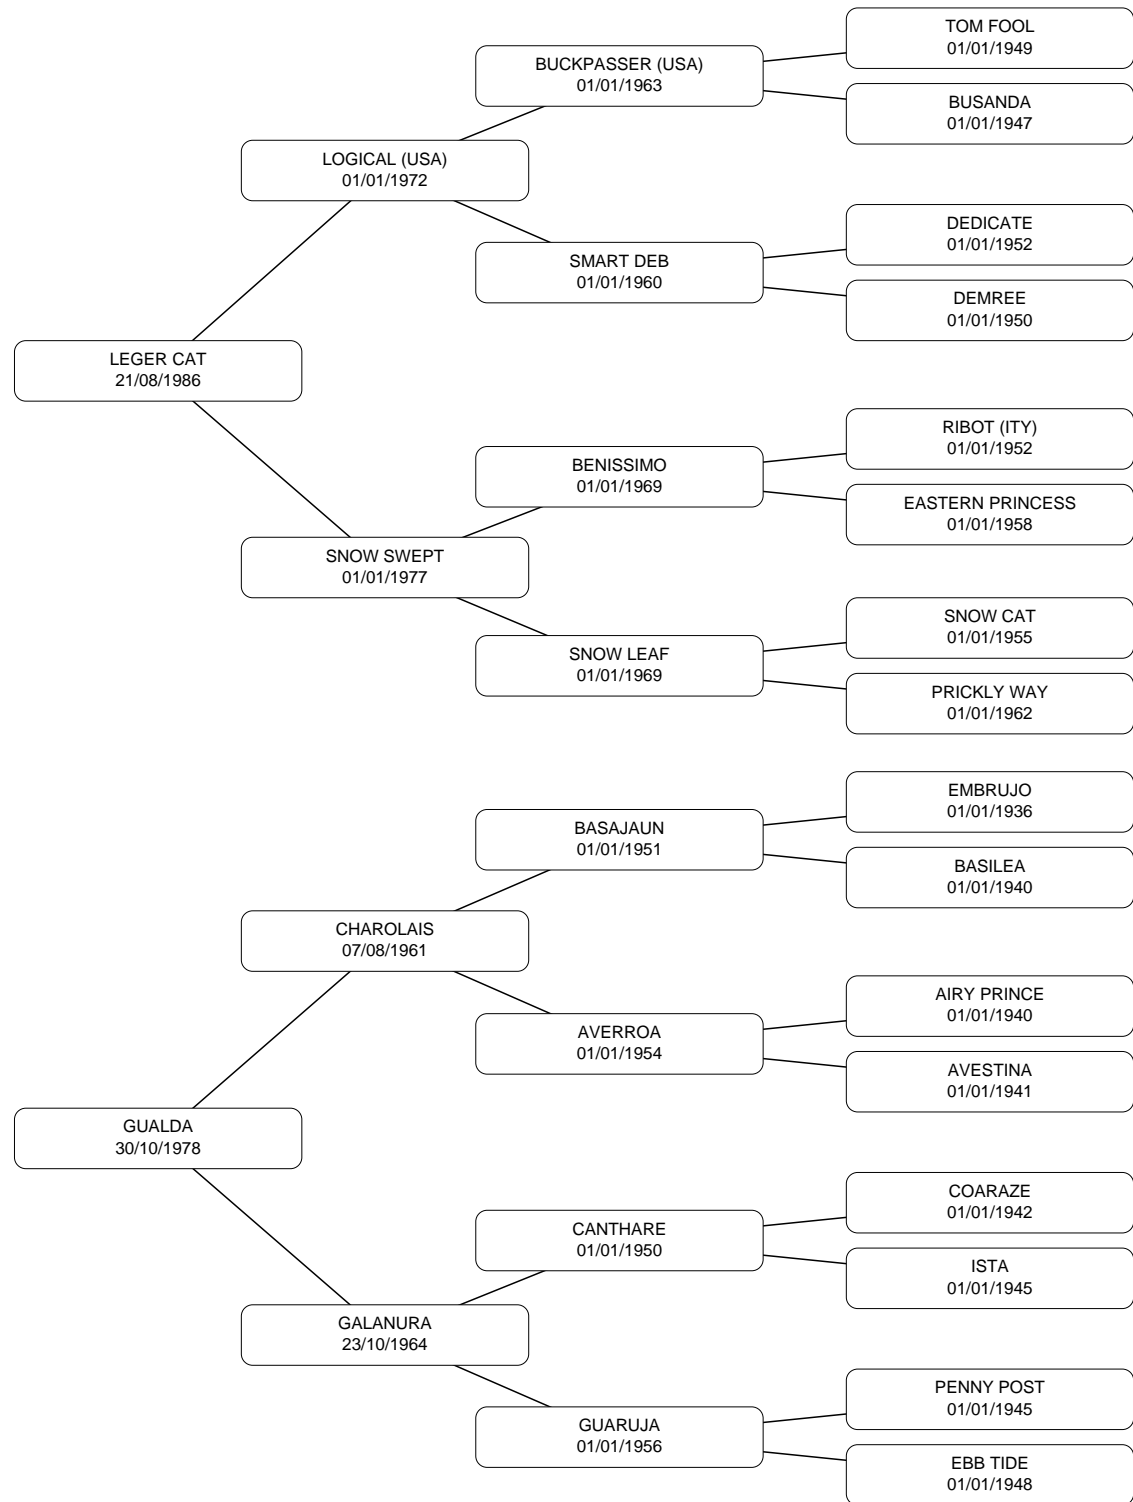 TOM FOOL
01/01/1949
BUCKPASSER (USA)
01/01/1963
BUSANDA
01/01/1947
LOGICAL (USA)
01/01/1972
DEDICATE
01/01/1952
SMART DEB
01/01/1960
DEMREE
01/01/1950
LEGER CAT
21/08/1986
RIBOT (ITY)
01/01/1952
BENISSIMO
01/01/1969
EASTERN PRINCESS
01/01/1958
SNOW SWEPT
01/01/1977
SNOW CAT
01/01/1955
SNOW LEAF
01/01/1969
PRICKLY WAY
01/01/1962
EMBRUJO
01/01/1936
BASAJAUN
01/01/1951
BASILEA
01/01/1940
CHAROLAIS
07/08/1961
AIRY PRINCE
01/01/1940
AVERROA
01/01/1954
AVESTINA
01/01/1941
GUALDA
30/10/1978
COARAZE
01/01/1942
CANTHARE
01/01/1950
ISTA
01/01/1945
GALANURA
23/10/1964
PENNY POST
01/01/1945
GUARUJA
01/01/1956
EBB TIDE
01/01/1948